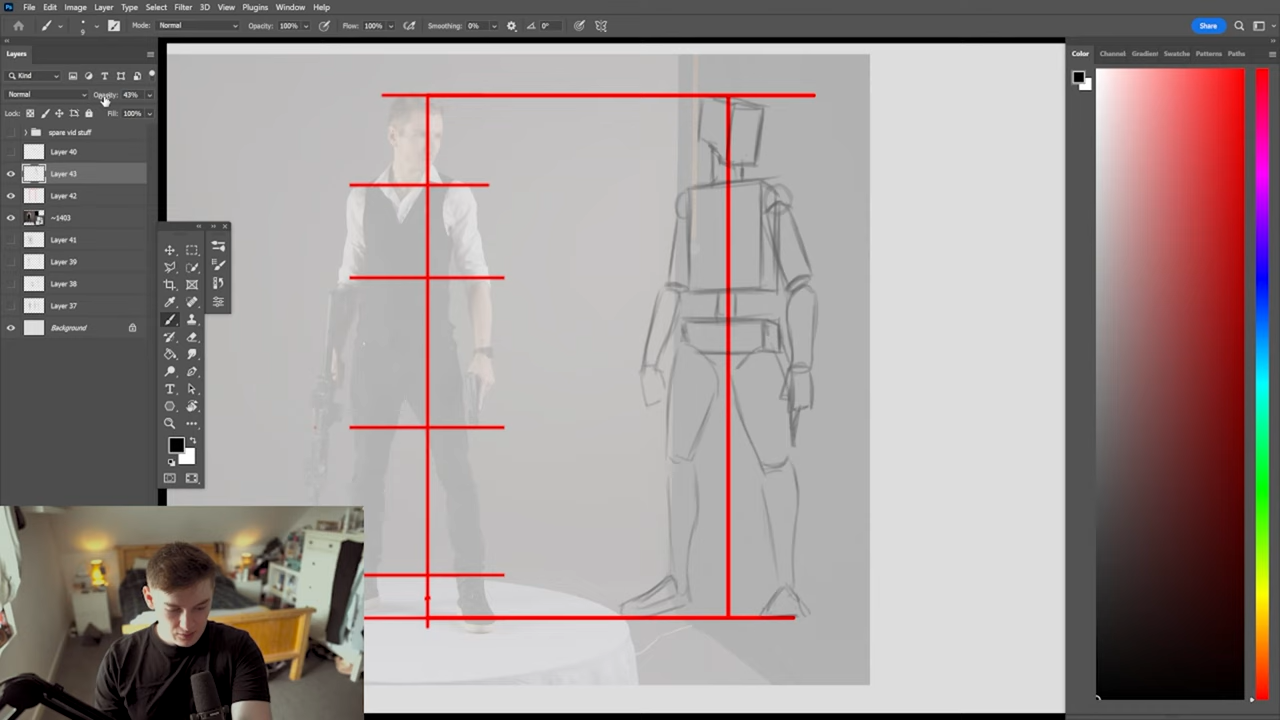 Ps File Edit Image Layer Type Select Filter 3D View Plugins Window Help
9 Mode: Normal Opacity: 100% Flow: 100% Smoothing: 0% 0° Share
Layers
Kind
Normal Opacity: 43%
Lock: Fill: 100%
spare vid stuff
Layer 40
Layer 43
Layer 42
~1403
Layer 41
Layer 39
Layer 38
Layer 37
Background
Color Channel Gradient Swatche Patterns Paths